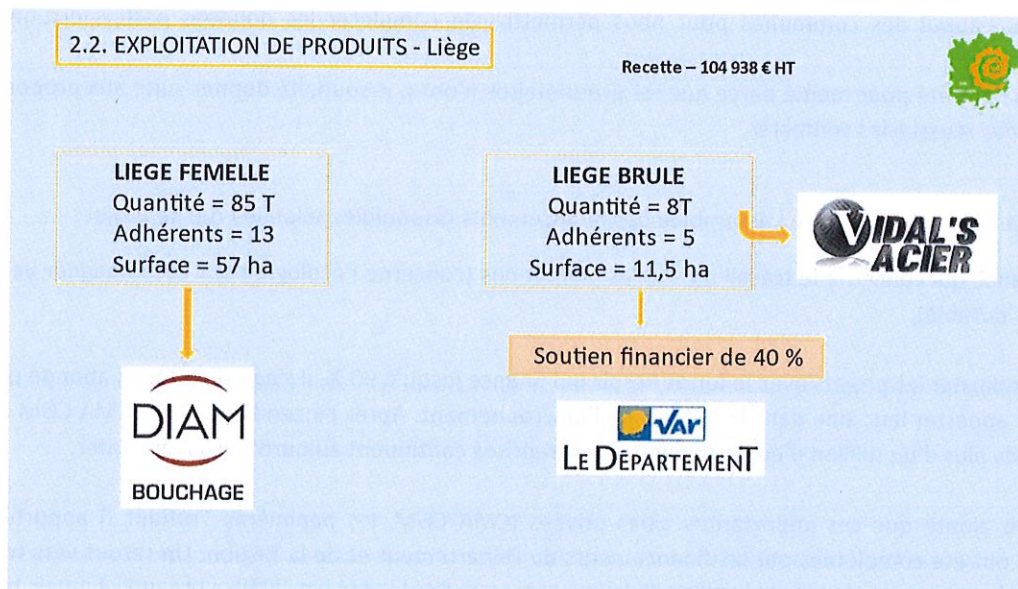 2.2. EXPLOITATION DE PRODUITS - Liège
Recette – 104 938 € HT
LIEGE FEMELLE
Quantité = 85 T
Adhérents = 13
Surface = 57 ha
LIEGE BRULE
Quantité = 8T
Adhérents = 5
Surface = 11,5 ha
VIDAL'S
ACIER
Soutien financier de 40 %
DIAM
BOUCHAGE
Var
LE DÉPARTEMENT